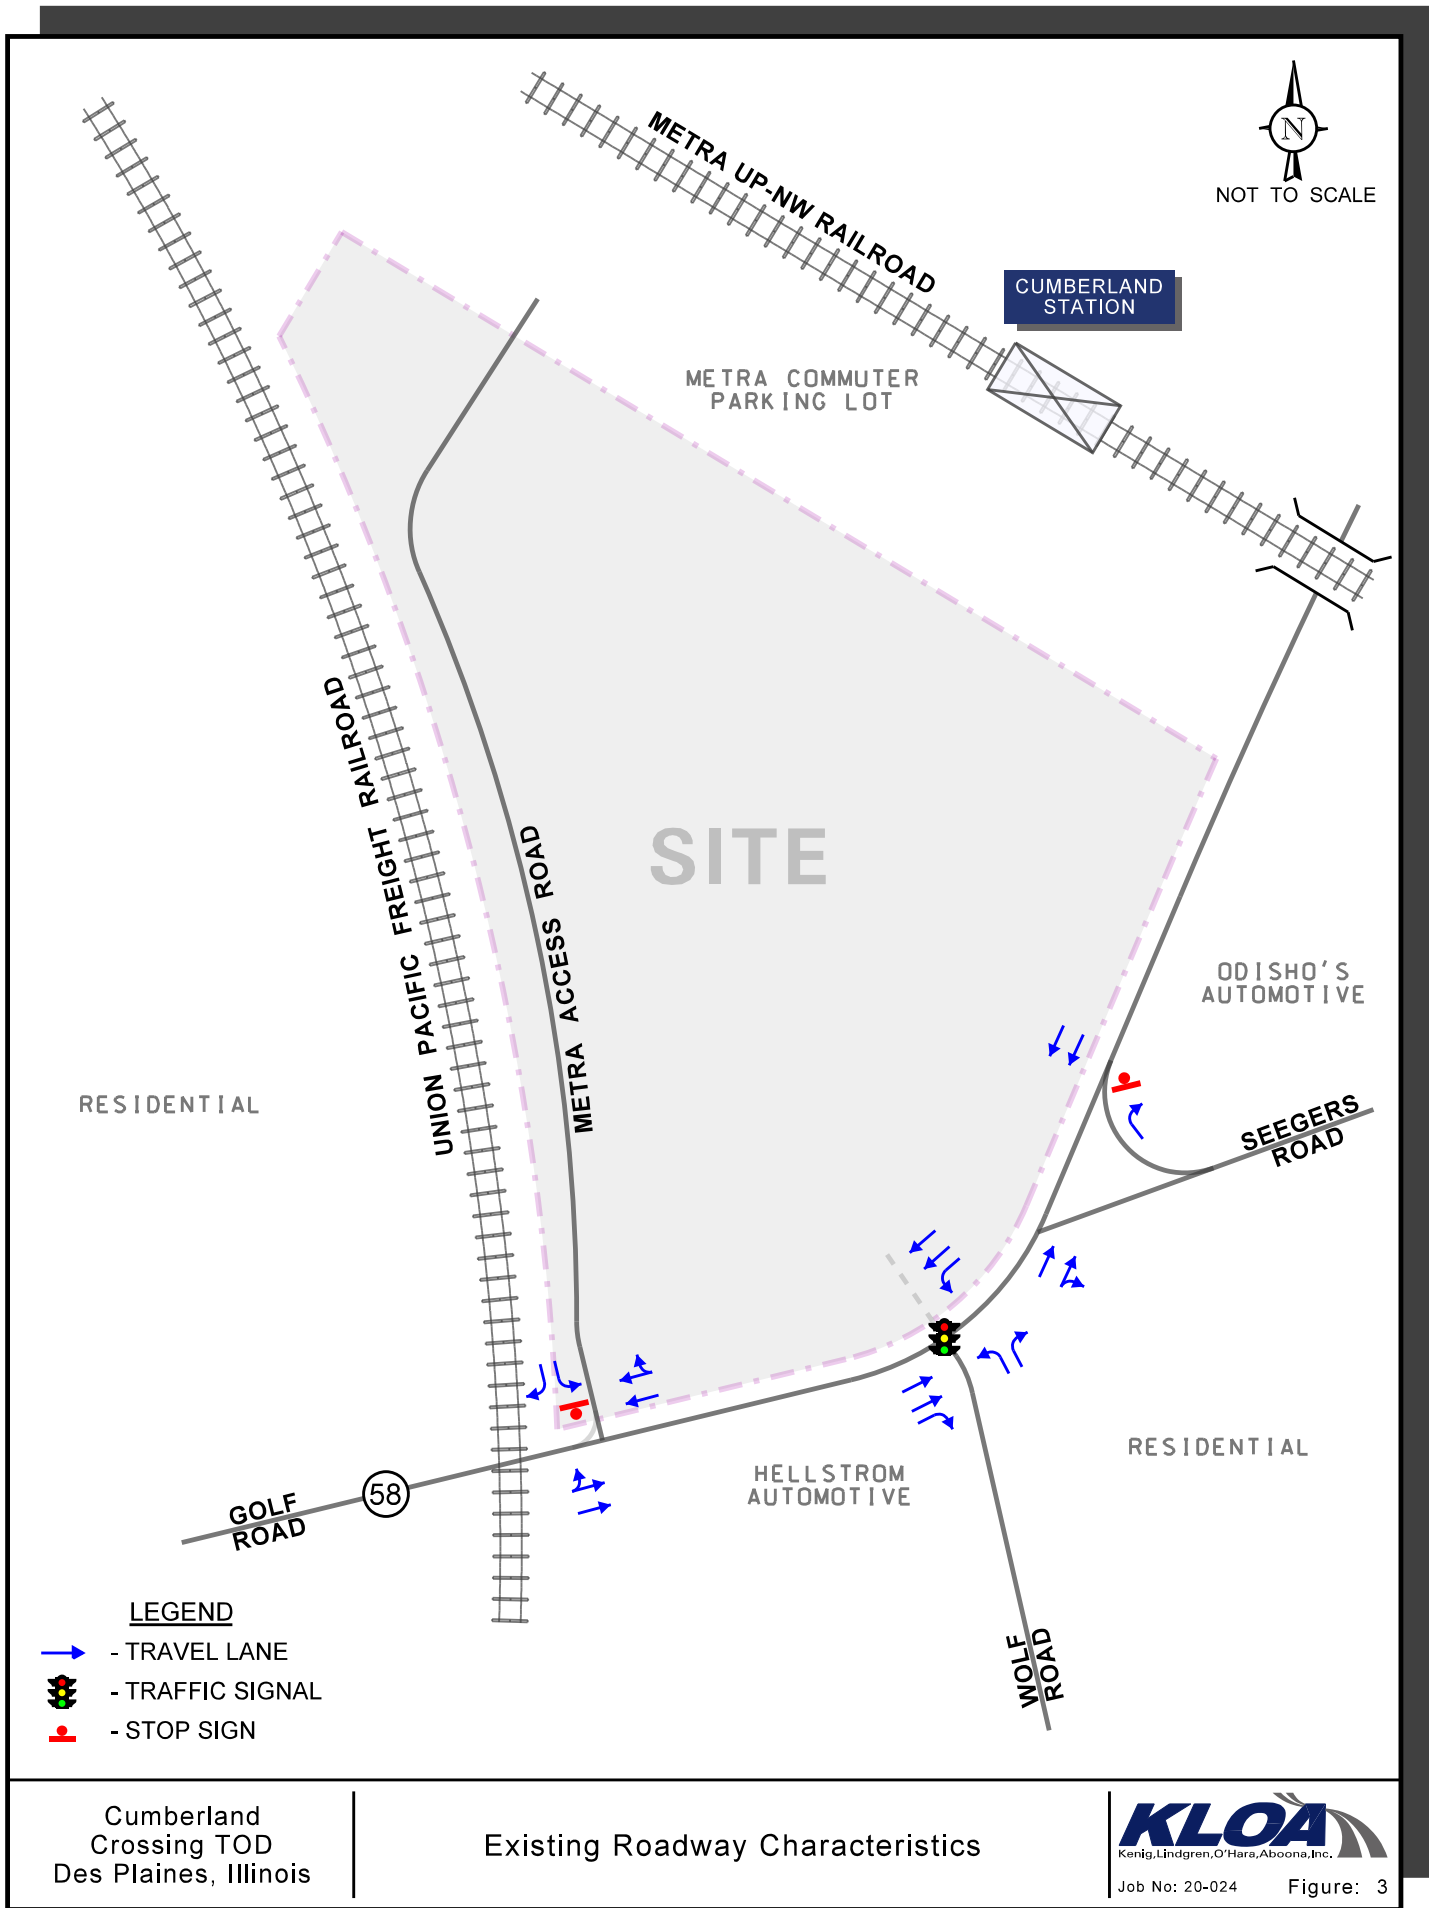 METRA UP-NW RAILROAD
N
NOT TO SCALE
CUMBERLAND
STATION
METRA COMMUTER
PARKING LOT
UNION PACIFIC FREIGHT RAILROAD
METRA ACCESS ROAD
SITE
ODISHO'S
AUTOMOTIVE
RESIDENTIAL
SEEGERS
ROAD
RESIDENTIAL
HELLSTROM
AUTOMOTIVE
58
GOLF
ROAD
WOLF
ROAD
LEGEND
- TRAVEL LANE
- TRAFFIC SIGNAL
- STOP SIGN
Cumberland
Crossing TOD
Des Plaines, Illinois
Existing Roadway Characteristics
KLOA
Kenig,Lindgren,O'Hara,Aboona,Inc.
Job No: 20-024 Figure: 3